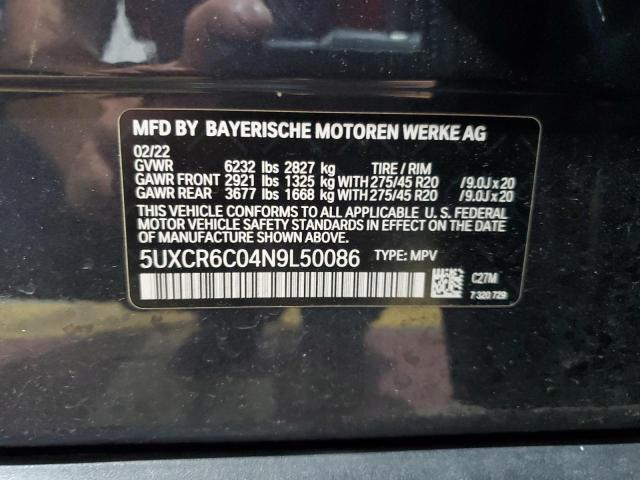 MFD BY BAYERISCHE MOTOREN WERKE AG
02/22
GVWR 6232 lbs 2827 kg TIRE / RIM
GAWR FRONT 2921 lbs 1325 kg WITH 275/45 R20 /9.0J x 20
GAWR REAR 3677 lbs 1668 kg WITH 275/45 R20 /9.0J x 20
THIS VEHICLE CONFORMS TO ALL APPLICABLE U. S. FEDERAL
MOTOR VEHICLE SAFETY STANDARDS IN EFFECT ON THE
DATE OF MANUFACTURE SHOWN ABOVE.
5UXCR6C04N9L50086 TYPE: MPV
C27M
7 320 729